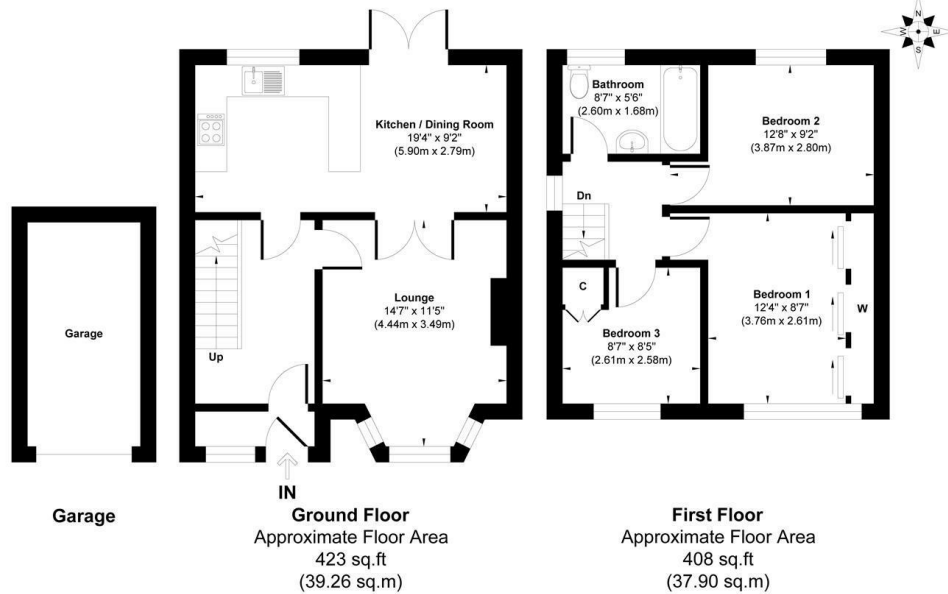 N
W
E
S
Kitchen / Dining Room
19'4" x 9'2"
(5.90m x 2.79m)
Bathroom
8'7" x 5'6"
(2.60m x 1.68m)
Bedroom 2
12'8" x 9'2"
(3.87m x 2.80m)
Dn
Garage
Up
Lounge
14'7" x 11'5"
(4.44m x 3.49m)
C
Bedroom 3
8'7" x 8'5"
(2.61m x 2.58m)
Bedroom 1
12'4" x 8'7"
(3.76m x 2.61m)
W
IN
Garage
Ground Floor
Approximate Floor Area
423 sq.ft
(39.26 sq.m)
First Floor
Approximate Floor Area
408 sq.ft
(37.90 sq.m)